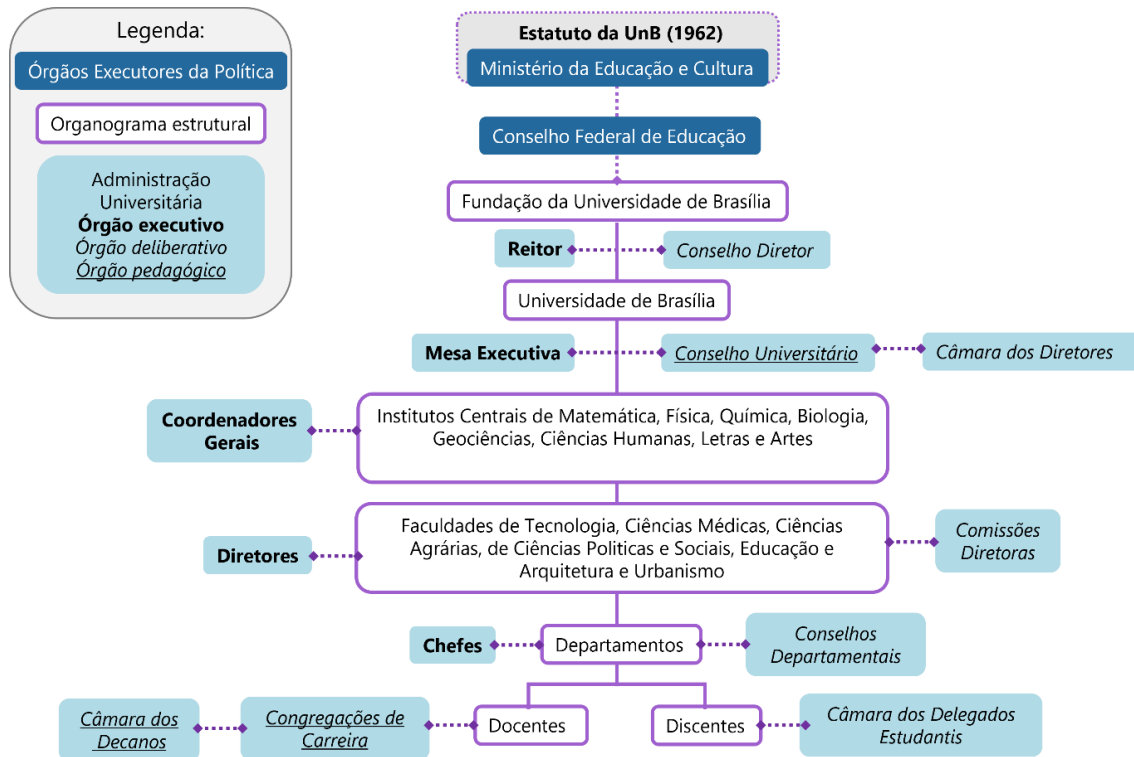 Legenda:
Órgãos Executores da Política
Organograma estrutural
Administração
Universitária
Órgão executivo
Órgão deliberativo
Órgão pedagógico
Estatuto da UnB (1962)
Ministério da Educação e Cultura
Conselho Federal de Educação
Fundação da Universidade de Brasília
Reitor
Conselho Diretor
Universidade de Brasília
Mesa Executiva
Conselho Universitário
Câmara dos Diretores
Coordenadores
Gerais
Institutos Centrais de Matemática, Física, Química, Biologia,
Geociências, Ciências Humanas, Letras e Artes
Diretores
Faculdades de Tecnologia, Ciências Médicas, Ciências
Agrárias, de Ciências Politicas e Sociais, Educação e
Arquitetura e Urbanismo
Comissões
Diretoras
Chefes
Departamentos
Conselhos
Departamentais
Câmara dos
Decanos
Congregações de
Carreira
Docentes
Discentes
Câmara dos Delegados
Estudantis